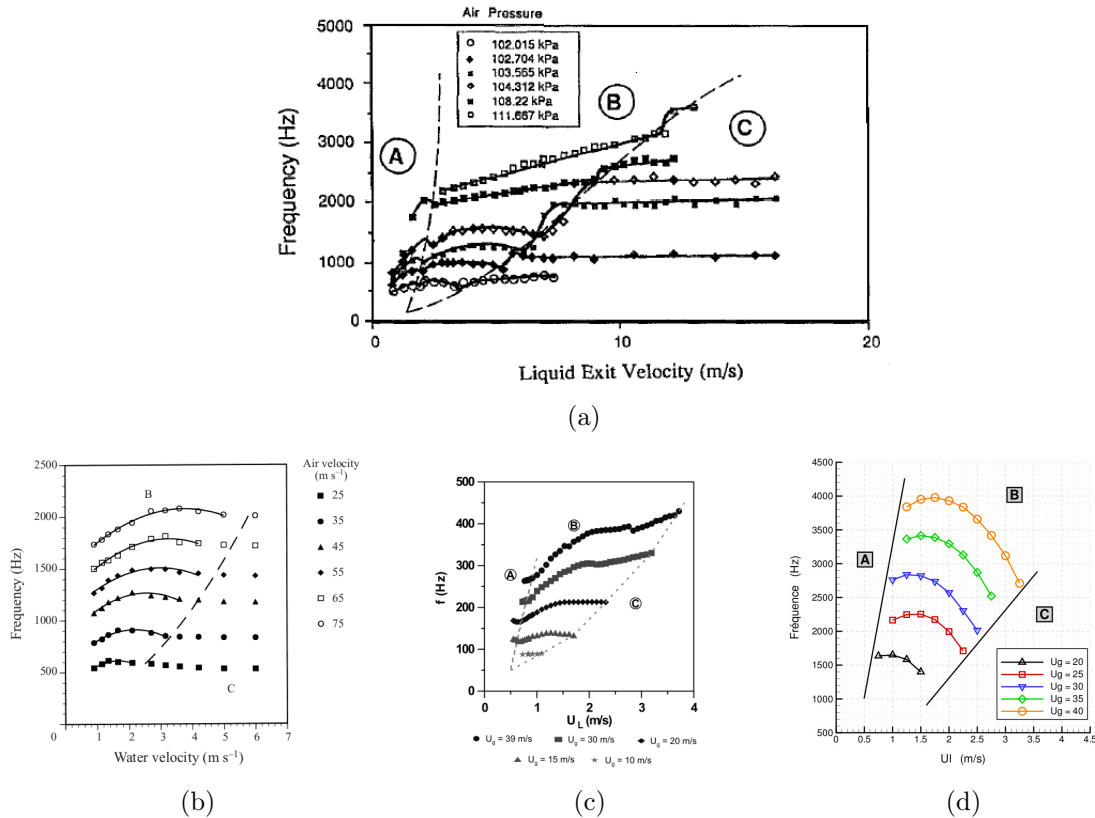 Air Pressure
102.015 kPa
102.704 kPa
103.565 kPa
104.312 kPa
108.22 kPa
111.667 kPa
5000
4000
3000
2000
1000
0
Frequency (Hz)
A
B
C
0
10
20
Liquid Exit Velocity (m/s)
(a)
2500
2000
1500
1000
500
Frequency (Hz)
B
C
0
1
2
3
4
5
6
7
Water velocity (m s⁻¹)
Air velocity
(m s⁻¹)
25
35
45
55
65
75
(b)
500
400
300
200
100
0
f (Hz)
A
B
C
0
1
2
3
4
U L (m/s)
Ug = 39 m/s
Ug = 30 m/s
Ug = 20 m/s
Ug = 15 m/s
Ug = 10 m/s
(c)
4500
4000
3500
3000
2500
2000
1500
1000
500
Fréquence (Hz)
A
B
C
Ug = 20
Ug = 25
Ug = 30
Ug = 35
Ug = 40
0
0.5
1
1.5
2
2.5
3
3.5
4
4.5
Ul (m/s)
(d)